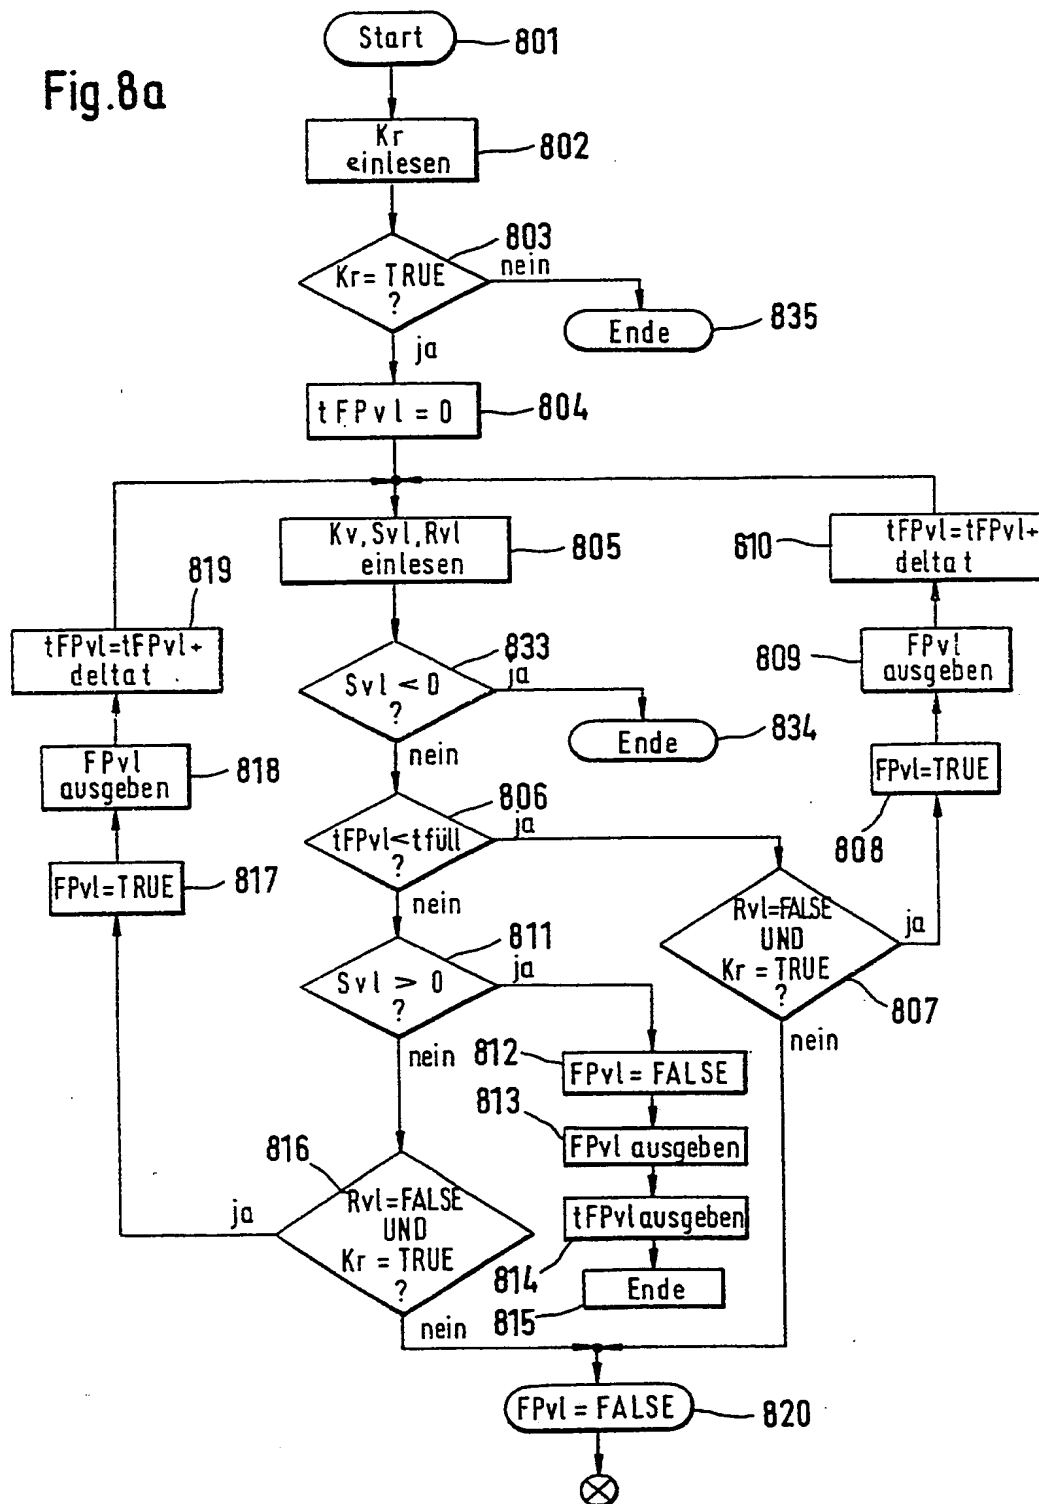 Fig.8a
Start
801
Kr
einlesen
802
Kr = TRUE
?
803
nein
Ende
835
ja
tFPvl = 0
804
Kv, Svl, Rvl
einlesen
805
810
tFPvl=tFPvl+
deltat
819
tFPvl=tFPvl+
deltat
Svl < 0
?
833
ja
Ende
834
nein
809
FPvl
ausgeben
FPvl
ausgeben
818
FPvl=TRUE
808
tFPvl<tfüll
?
806
ja
nein
FPvl=TRUE
817
Rvl=FALSE
UND
Kr = TRUE
?
ja
807
nein
Svl > 0
?
811
ja
nein
812
FPvl = FALSE
813
FPvl ausgeben
tFPvl ausgeben
814
Ende
815
816
Rvl=FALSE
UND
Kr = TRUE
?
ja
nein
FPvl = FALSE
820